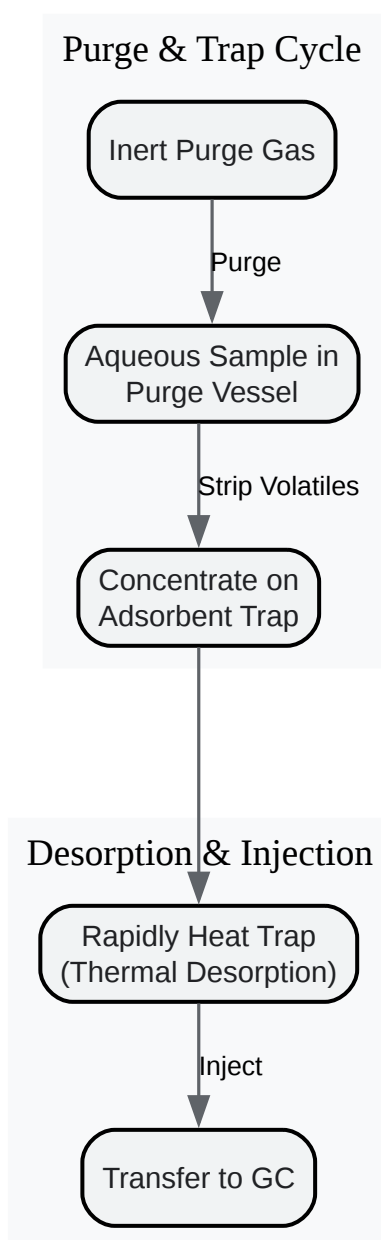 Purge & Trap Cycle
Inert Purge Gas
Purge
Aqueous Sample in
Purge Vessel
Strip Volatiles
Concentrate on
Adsorbent Trap
Desorption & Injection
Rapidly Heat Trap
(Thermal Desorption)
Inject
Transfer to GC